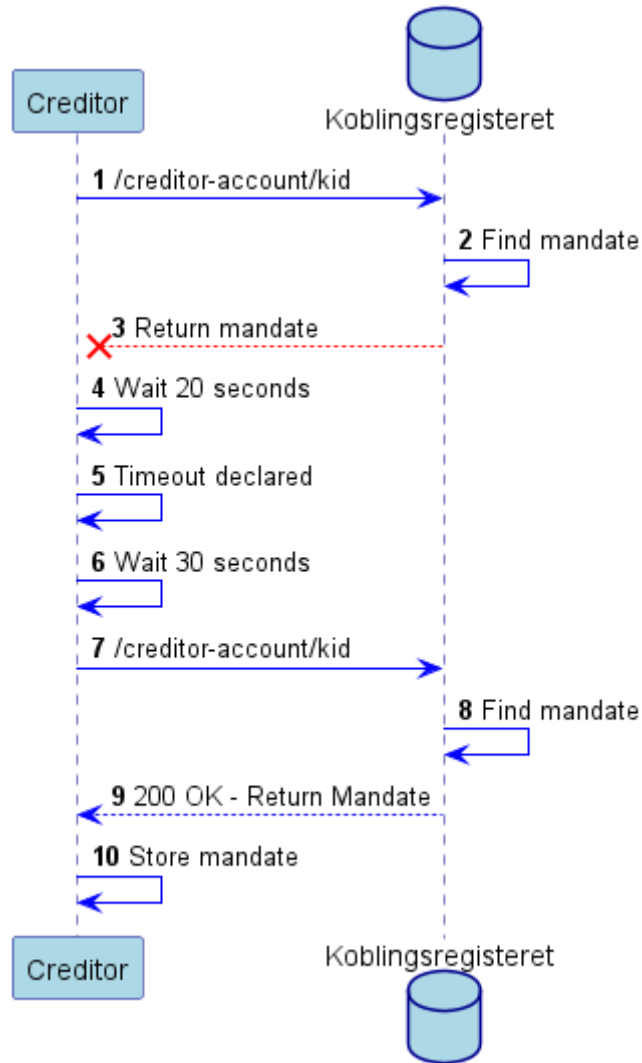 Creditor
Koblingsregisteret
1 /creditor-account/kid
2 Find mandate
3 Return mandate
4 Wait 20 seconds
5 Timeout declared
6 Wait 30 seconds
7 /creditor-account/kid
8 Find mandate
9 200 OK - Return Mandate
10 Store mandate
Creditor
Koblingsregisteret